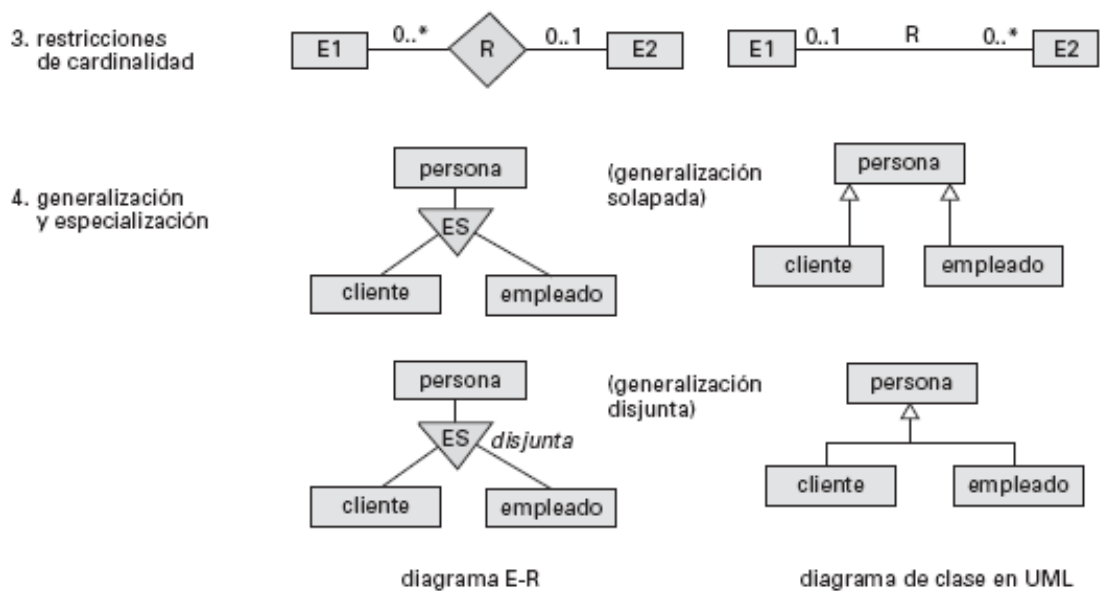 3. restricciones
de cardinalidad
E1 0..* R 0..1 E2
E1 0..1 R 0..* E2
4. generalización
y especialización
persona
ES
cliente empleado
(generalización
solapada)
persona
cliente empleado
persona
ES disjunta
cliente empleado
(generalización
disjunta)
persona
cliente empleado
diagrama E-R
diagrama de clase en UML